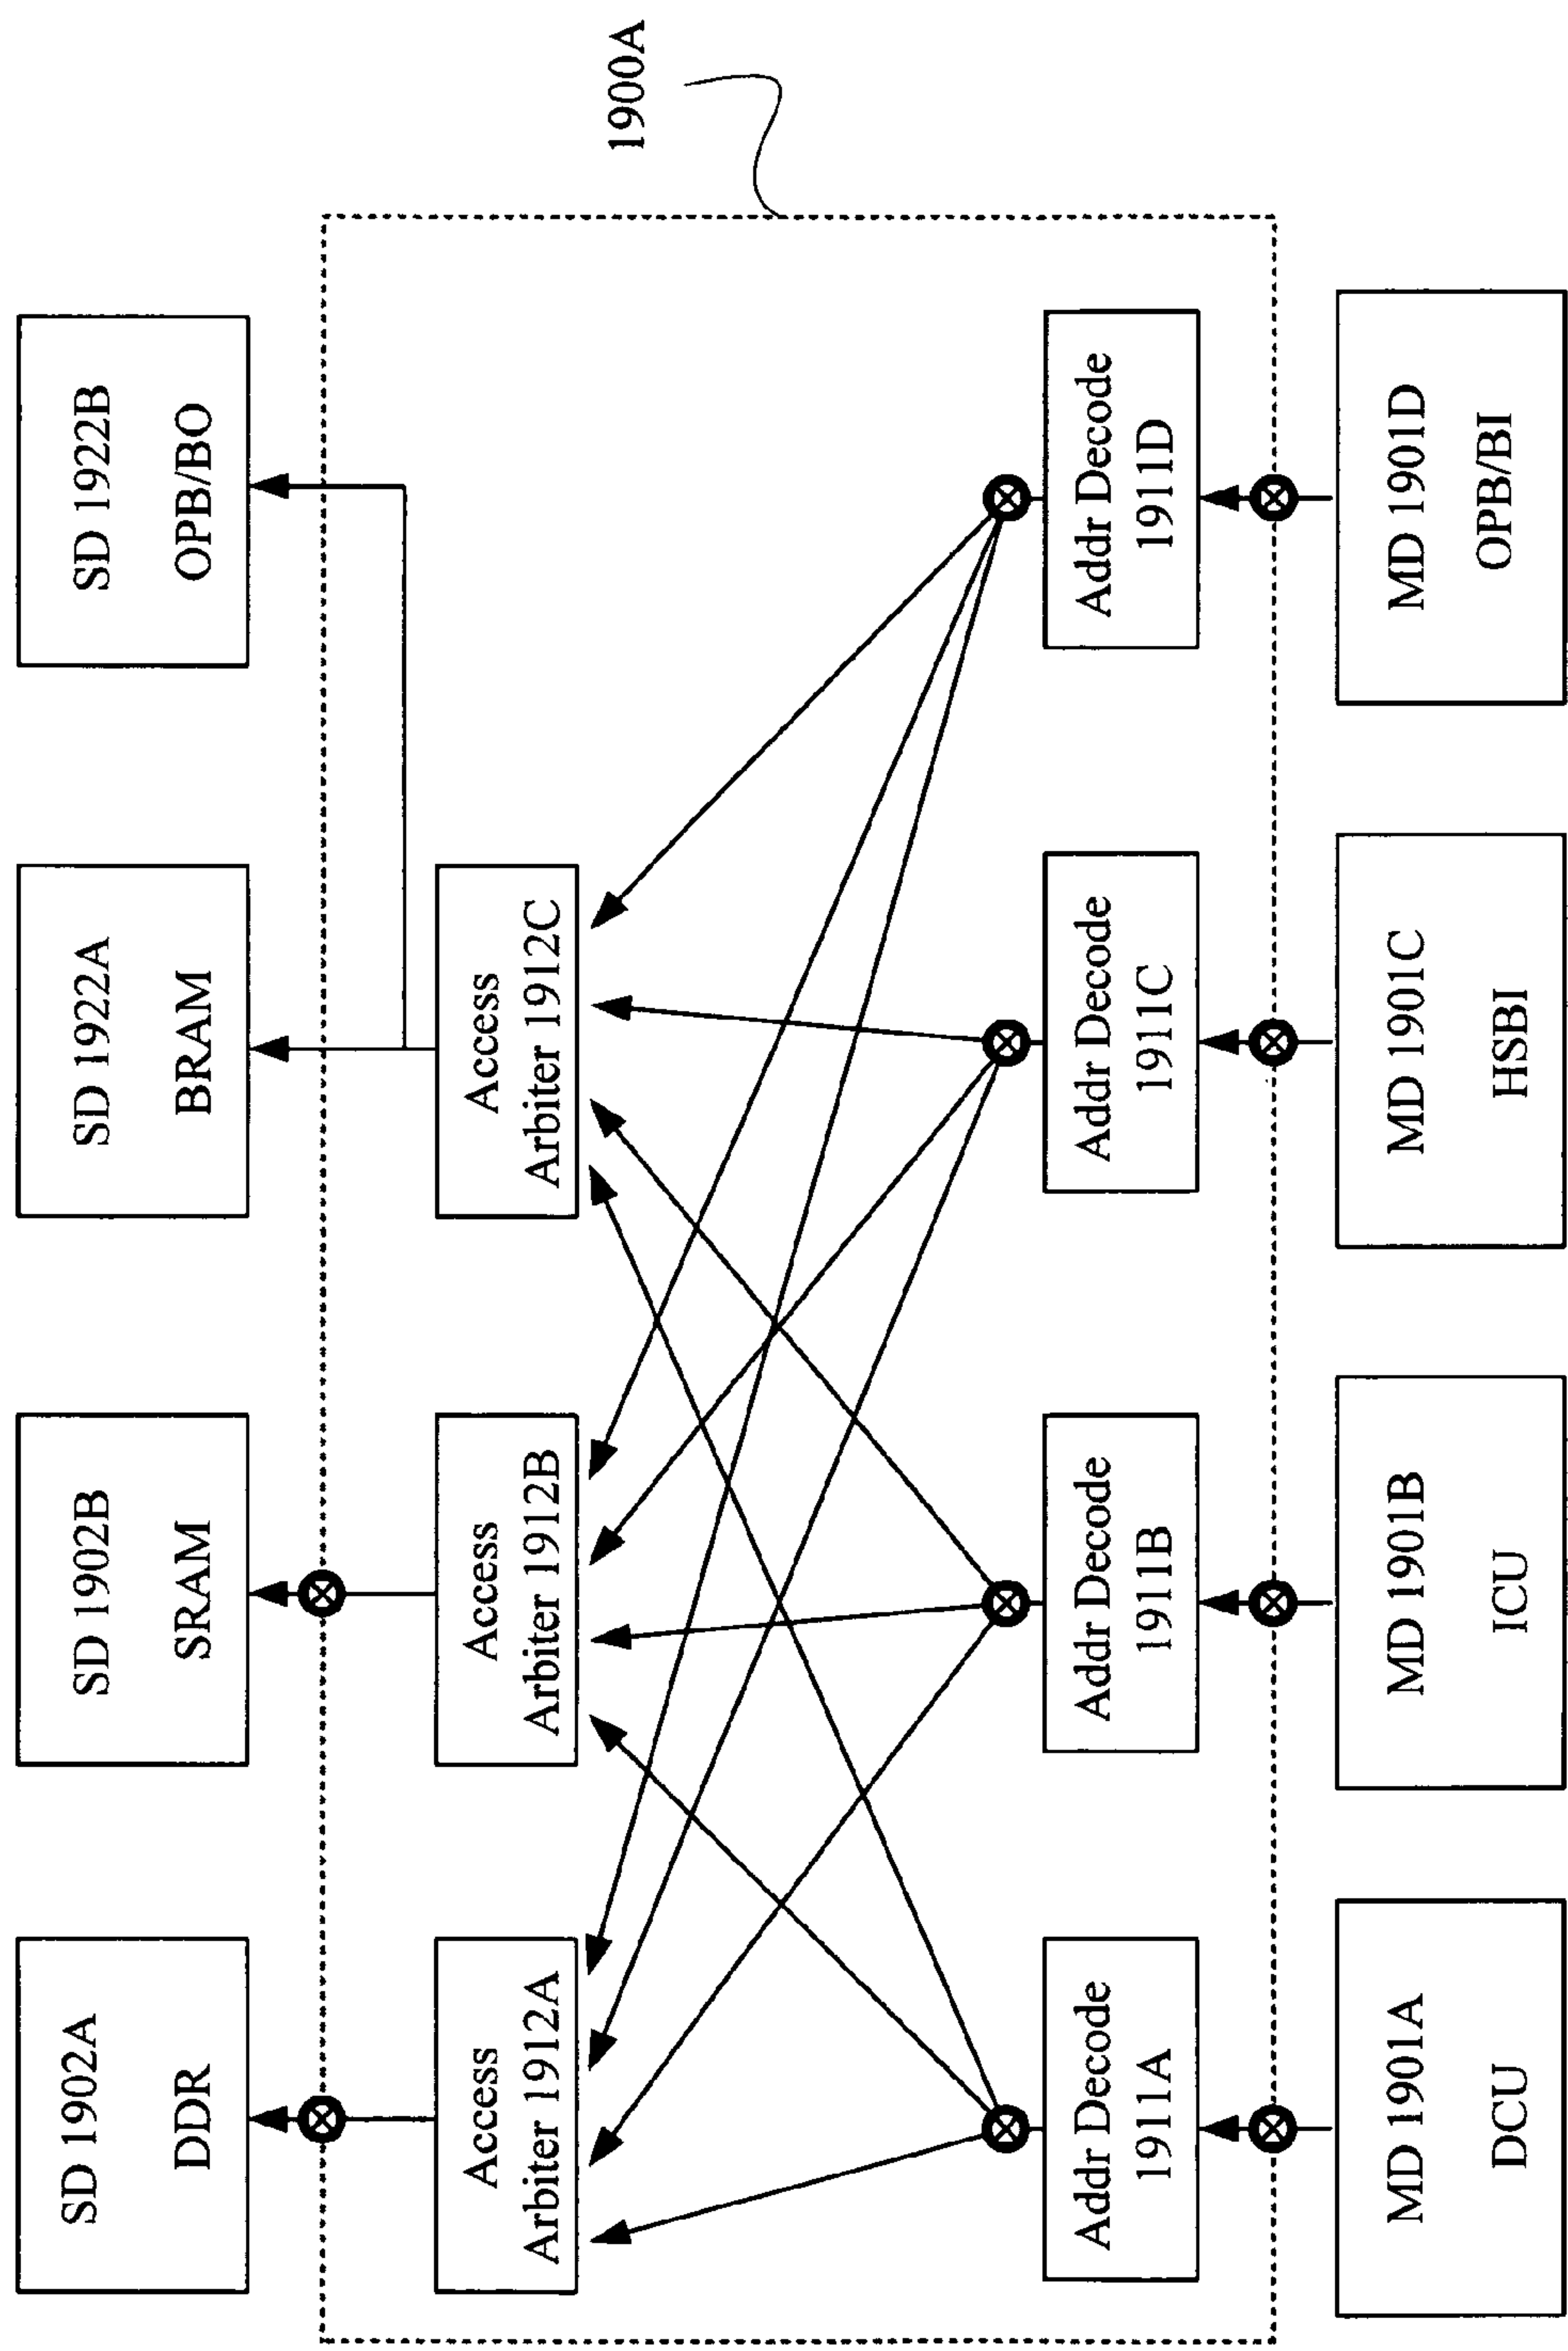 1900A
SD 1902A
DDR
SD 1902B
SRAM
SD 1922A
BRAM
SD 1922B
OPB/BO
Access
Arbiter 1912A
Access
Arbiter 1912B
Access
Arbiter 1912C
Addr Decode
1911A
Addr Decode
1911B
Addr Decode
1911C
Addr Decode
1911D
MD 1901A
DCU
MD 1901B
ICU
MD 1901C
HSBI
MD 1901D
OPB/BI